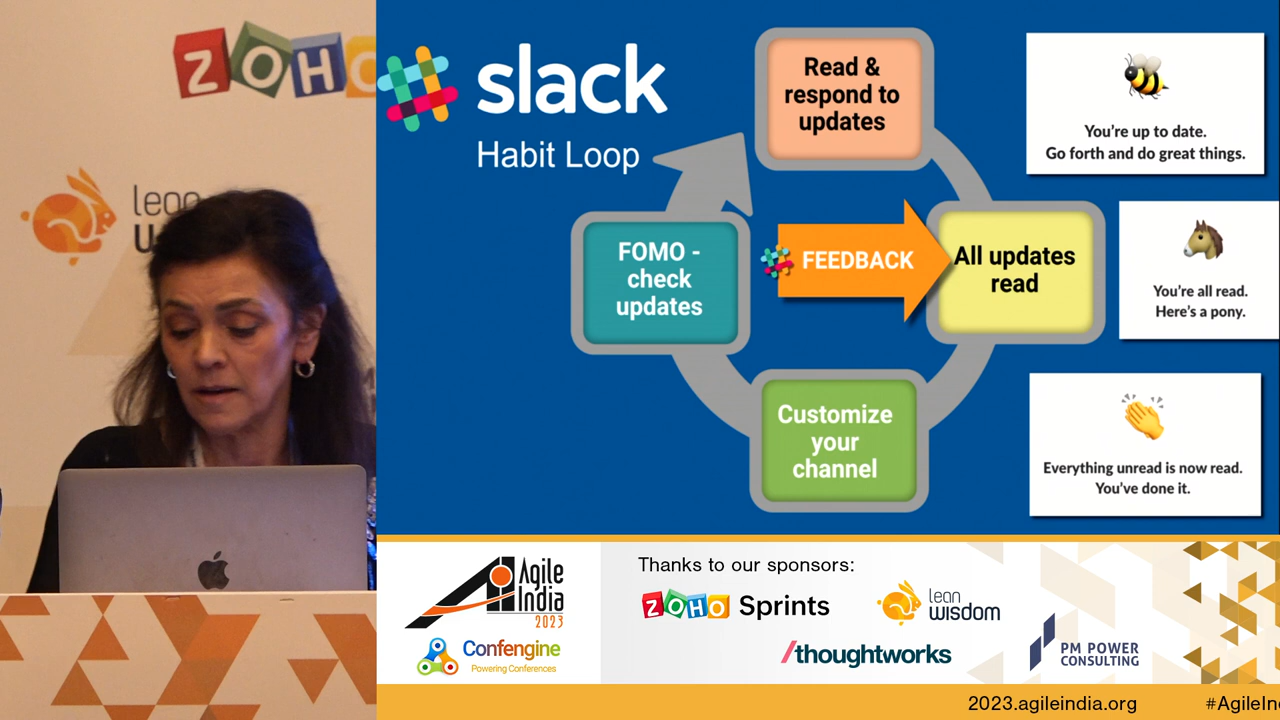 ZOHO
lean
slack
Habit Loop
Read &
respond to
updates
FOMO -
check
updates
FEEDBACK
All updates
read
Customize
your
channel
You're up to date.
Go forth and do great things.
You're all read.
Here's a pony.
Everything unread is now read.
You've done it.
Agile
India
2023
Confengine
Powering Conferences
Thanks to our sponsors:
ZOHO Sprints
lean
wisdom
/thoughtworks
PM POWER
CONSULTING
2023.agileindia.org
#AgileIn